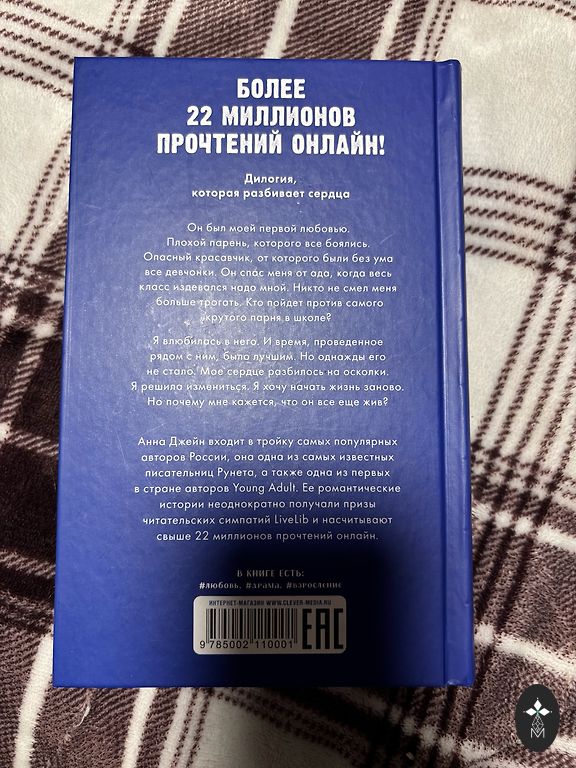 БОЛЕЕ
22 МИЛЛИОНОВ
ПРОЧТЕНИЙ ОНЛАЙН!
Дилогия,
которая разбивает сердца
Он был моей первой любовью.
Плохой парень, которого все боялись.
Опасный красавчик, от которого были без ума
все девчонки. Он спас меня от ада, когда весь
класс издевался надо мной. Никто не смел меня
больше трогать. Кто пойдет против самого
крутого парня в школе?
Я влюбилась в него. И время, проведенное
рядом с ним, было лучшим. Но однажды его
не стало. Мое сердце разбилось на осколки.
Я решила измениться. Я хочу начать жизнь заново.
Но почему мне кажется, что он все еще жив?
Анна Джейн входит в тройку самых популярных
авторов России, она одна из самых известных
писательниц Рунета, а также одна из первых
в стране авторов Young Adult. Ее романтические
истории неоднократно получали призы
читательских симпатий LiveLib и насчитывают
свыше 22 миллионов прочтений онлайн.
В КНИГЕ ЕСТЬ:
#любовь, #драма, #взросление
ИНТЕРНЕТ-МАГАЗИН WWW.CLEVER-MEDIA.RU
9 785002 110001
EAC
М